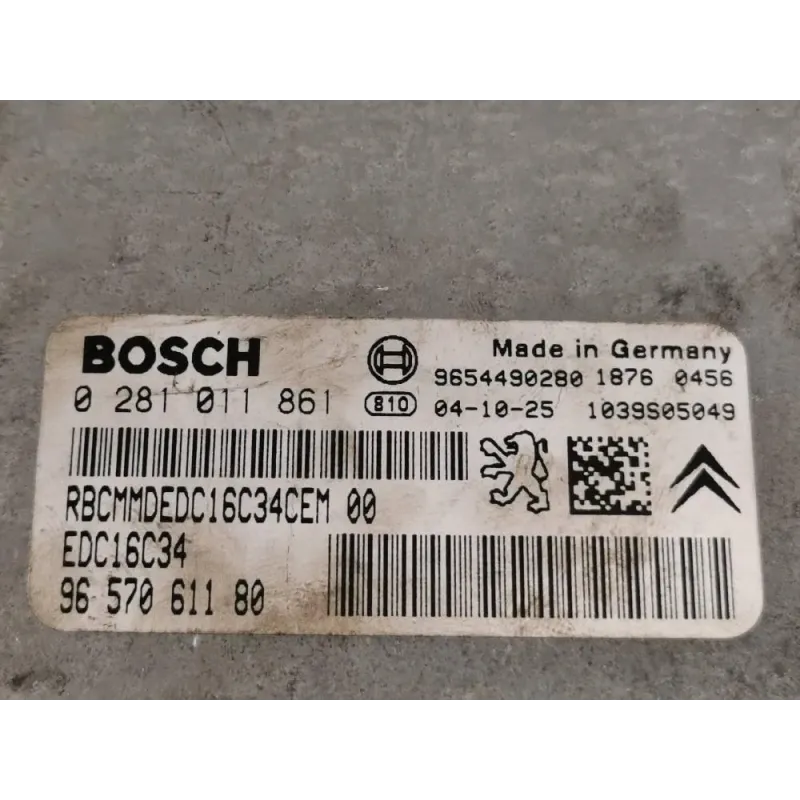 BOSCH
Made in Germany
9654490280 1876 0456
0 281 011 861
810
04-10-25 1039S05049
RBCMMDEDC16C34CEM 00
EDC16C34
96 570 611 80